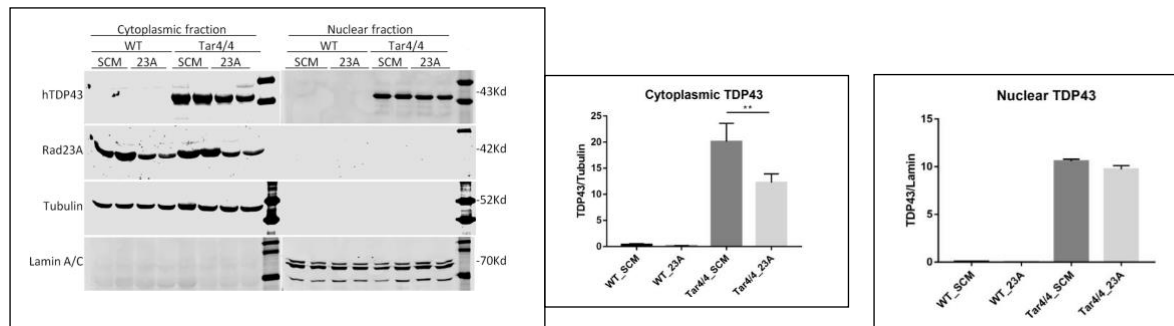 Cytoplasmic fraction Nuclear fraction
WT Tar4/4 WT Tar4/4
SCM 23A SCM 23A SCM 23A SCM 23A
hTDP43
-43Kd
Rad23A
-42Kd
Tubulin
-52Kd
Lamin A/C
-70Kd
Cytoplasmic TDP43
**
TDP43/Tubulin
25
20
15
10
5
0
WT_SCM
WT_23A
Tar4/4_SCM
Tar4/4_23A
Nuclear TDP43
TDP43/Lamin
15
10
5
0
WT_SCM
WT_23A
Tar4/4_SCM
Tar4/4_23A